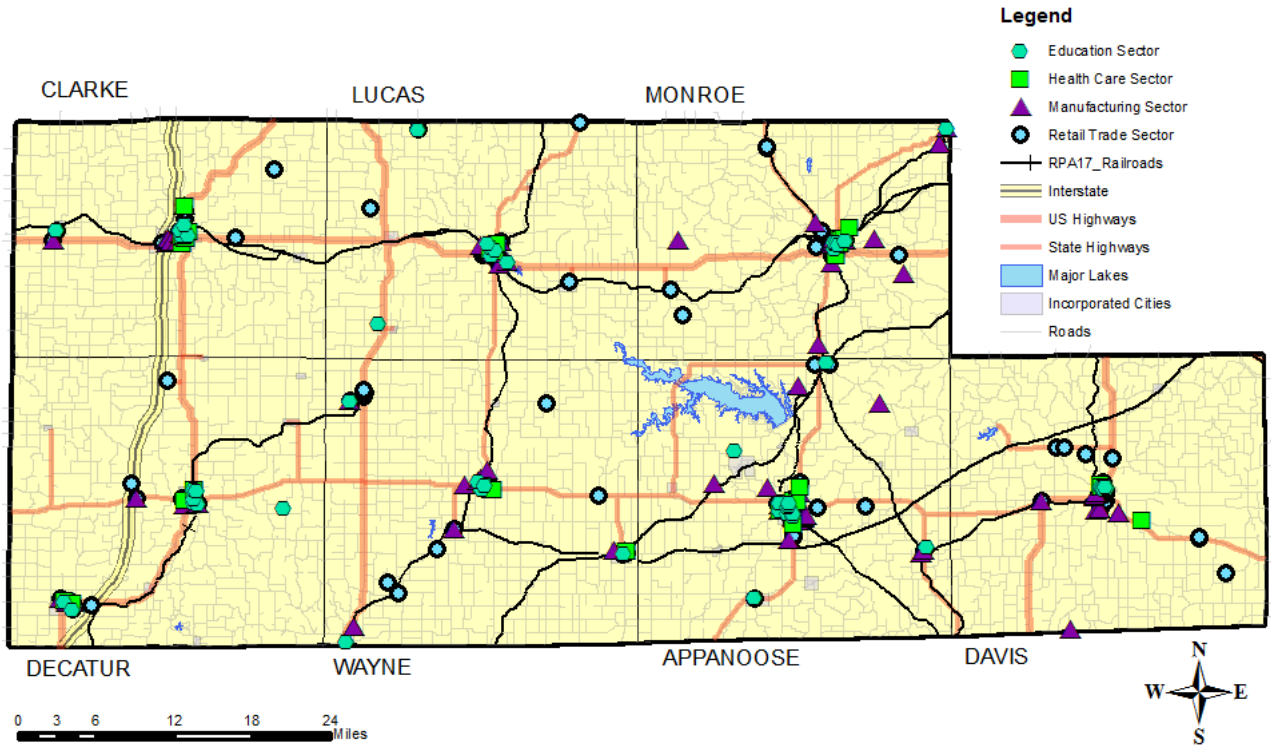 Legend
Education Sector
Health Care Sector
Manufacturing Sector
Retail Trade Sector
RPA17_Railroads
Interstate
US Highways
State Highways
Major Lakes
Incorporated Cities
Roads
CLARKE
LUCAS
MONROE
DECATUR
WAYNE
APPANOOSE
DAVIS
N
W E
S
0 3 6 12 18 24
Miles